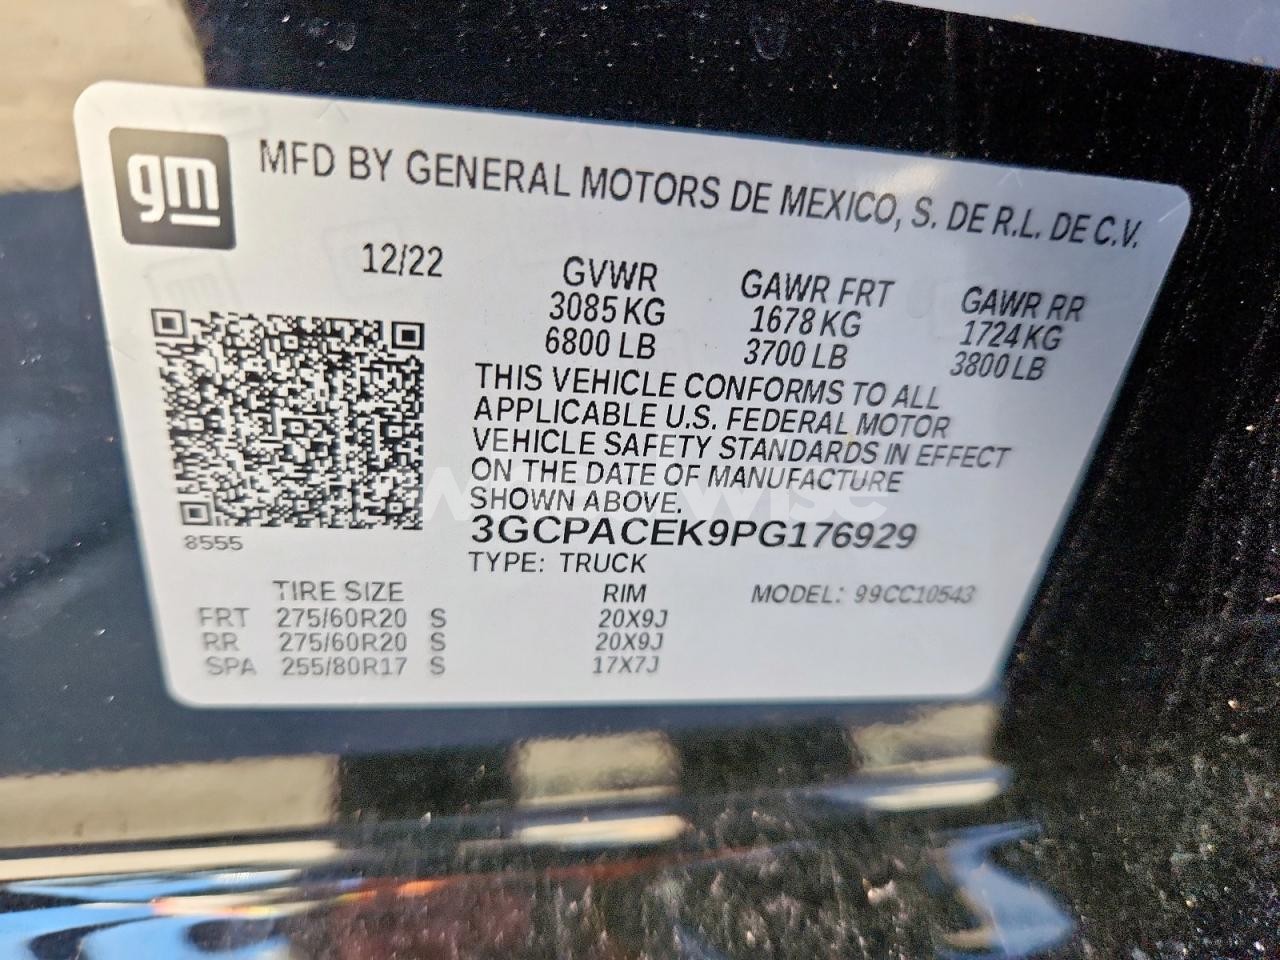 gm
MFD BY GENERAL MOTORS DE MEXICO, S. DE R.L. DE C.V.
12/22
GVWR GAWR FRT GAWR RR
3085 KG 1678 KG 1724 KG
6800 LB 3700 LB 3800 LB
THIS VEHICLE CONFORMS TO ALL
APPLICABLE U.S. FEDERAL MOTOR
VEHICLE SAFETY STANDARDS IN EFFECT
ON THE DATE OF MANUFACTURE
SHOWN ABOVE.
3GCPACEK9PG176929
8555
TYPE: TRUCK
TIRE SIZE RIM MODEL: 99CC10543
FRT 275/60R20 S 20X9J
RR 275/60R20 S 20X9J
SPA 255/80R17 S 17X7J